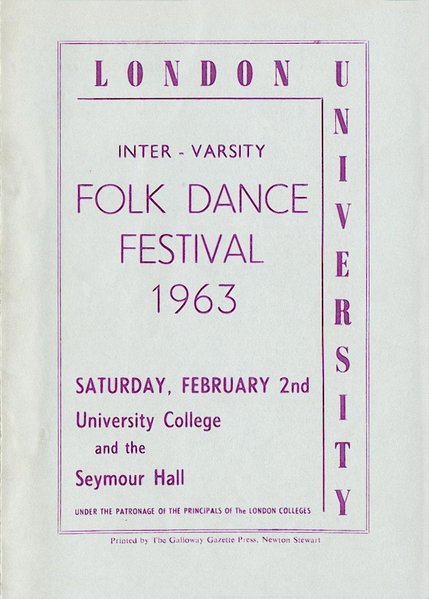 LONDON
UNIVERSITY
INTER - VARSITY
FOLK DANCE
FESTIVAL
1963
SATURDAY, FEBRUARY 2nd
University College
and the
Seymour Hall
UNDER THE PATRONAGE OF THE PRINCIPALS OF The LONDON COLLEGES
Printed by The Galloway Gazette Press, Newton Stewart